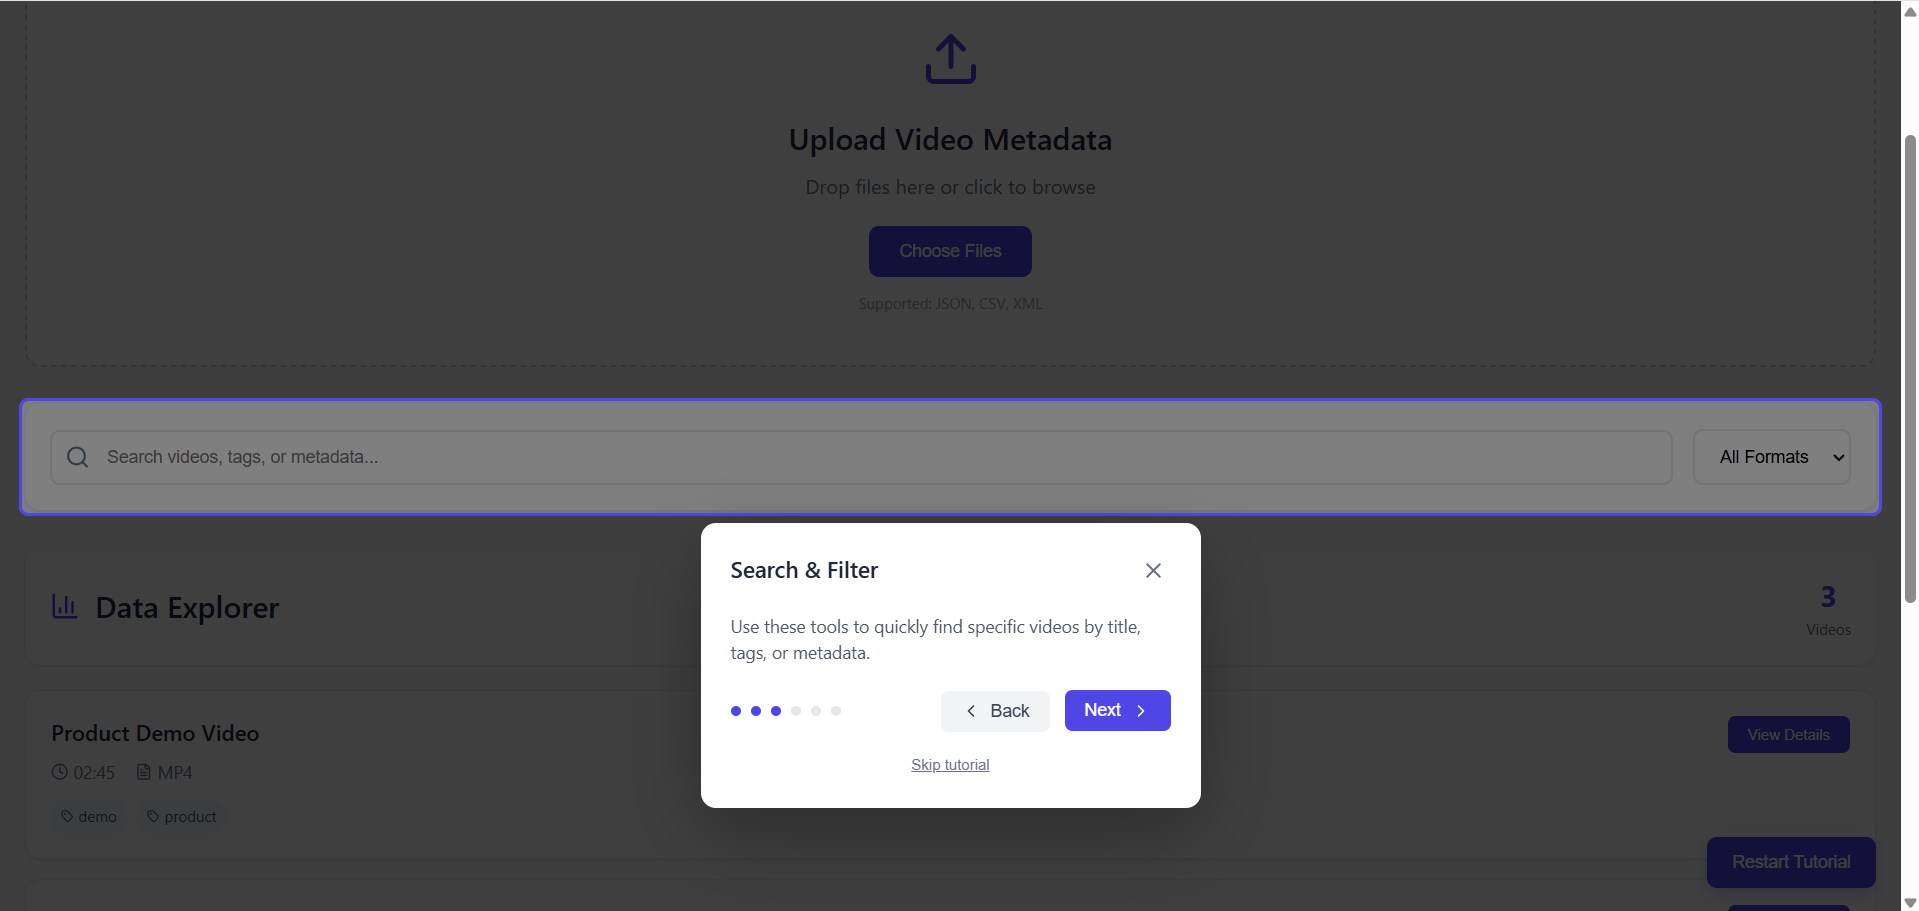 Upload Video Metadata
Drop files here or click to browse
Choose Files
Supported: JSON, CSV, XML
Search videos, tags, or metadata...
All Formats
Data Explorer
3
Videos
Search & Filter
Use these tools to quickly find specific videos by title,
tags, or metadata.
Back
Next
Skip tutorial
Product Demo Video
View Details
02:45
MP4
demo
product
Restart Tutorial